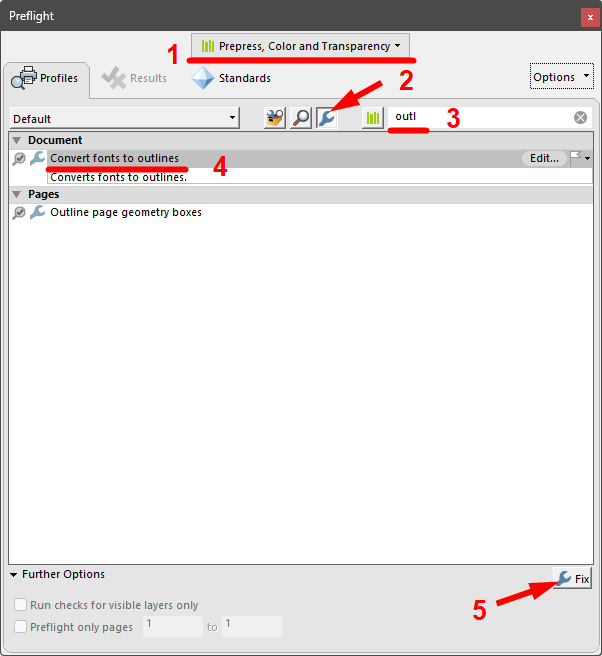 Preflight
x
1 Prepress, Color and Transparency
Profiles Results Standards 2 Options
Default outl 3
Document
Convert fonts to outlines 4 Edit...
Converts fonts to outlines.
Pages
Outline page geometry boxes
Further Options Fix
Run checks for visible layers only 5
Preflight only pages 1 to 1